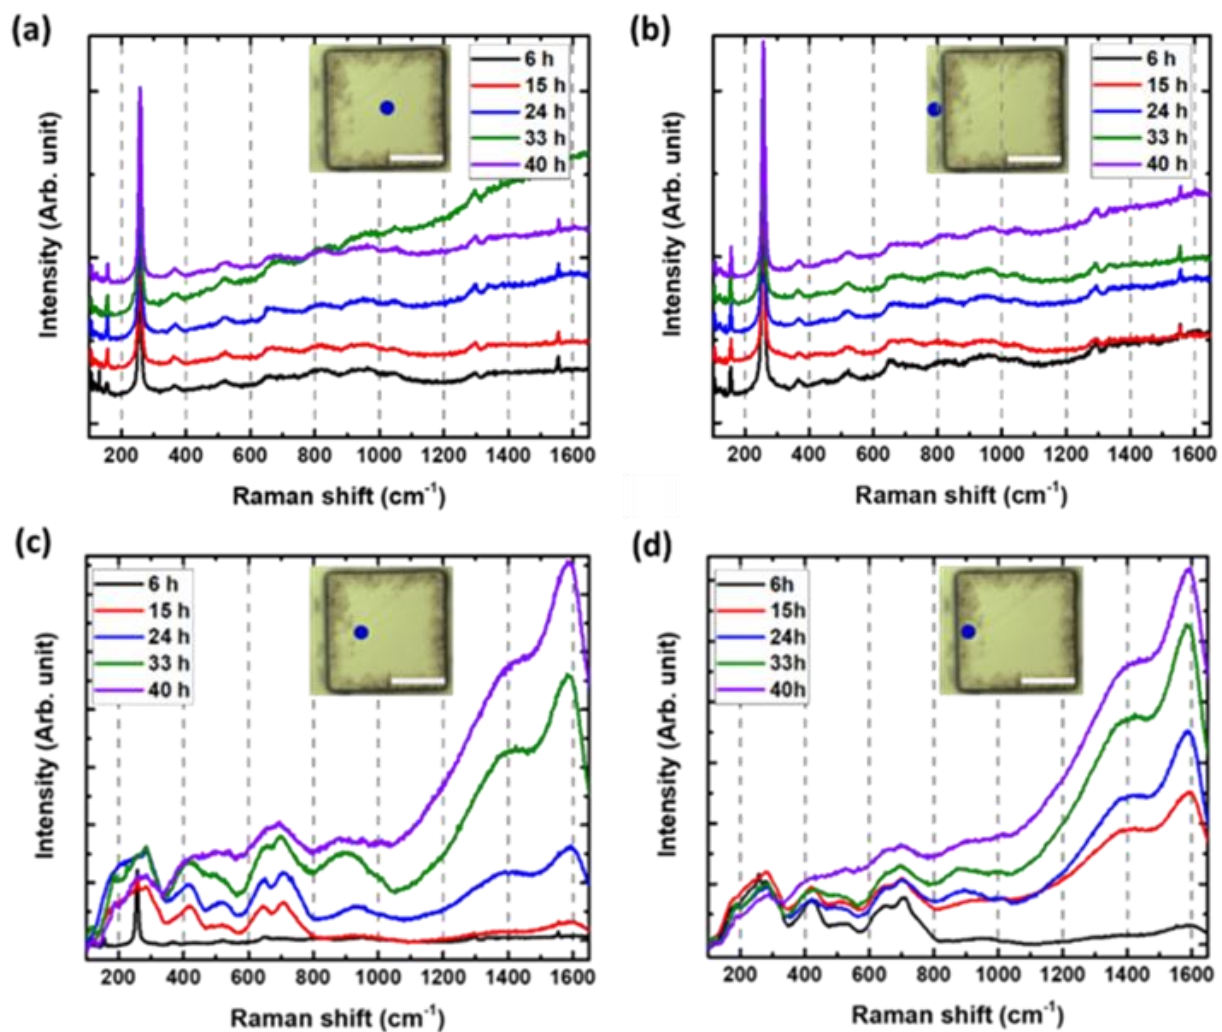 (a)
6 h
15 h
24 h
33 h
40 h
Intensity (Arb. unit)
200 400 600 800 1000 1200 1400 1600
Raman shift (cm⁻¹)
(b)
6 h
15 h
24 h
33 h
40 h
Intensity (Arb. unit)
200 400 600 800 1000 1200 1400 1600
Raman shift (cm⁻¹)
(c)
6 h
15 h
24 h
33 h
40 h
Intensity (Arb. unit)
200 400 600 800 1000 1200 1400 1600
Raman shift (cm⁻¹)
(d)
6h
15h
24h
33h
40h
Intensity (Arb. unit)
200 400 600 800 1000 1200 1400 1600
Raman shift (cm⁻¹)